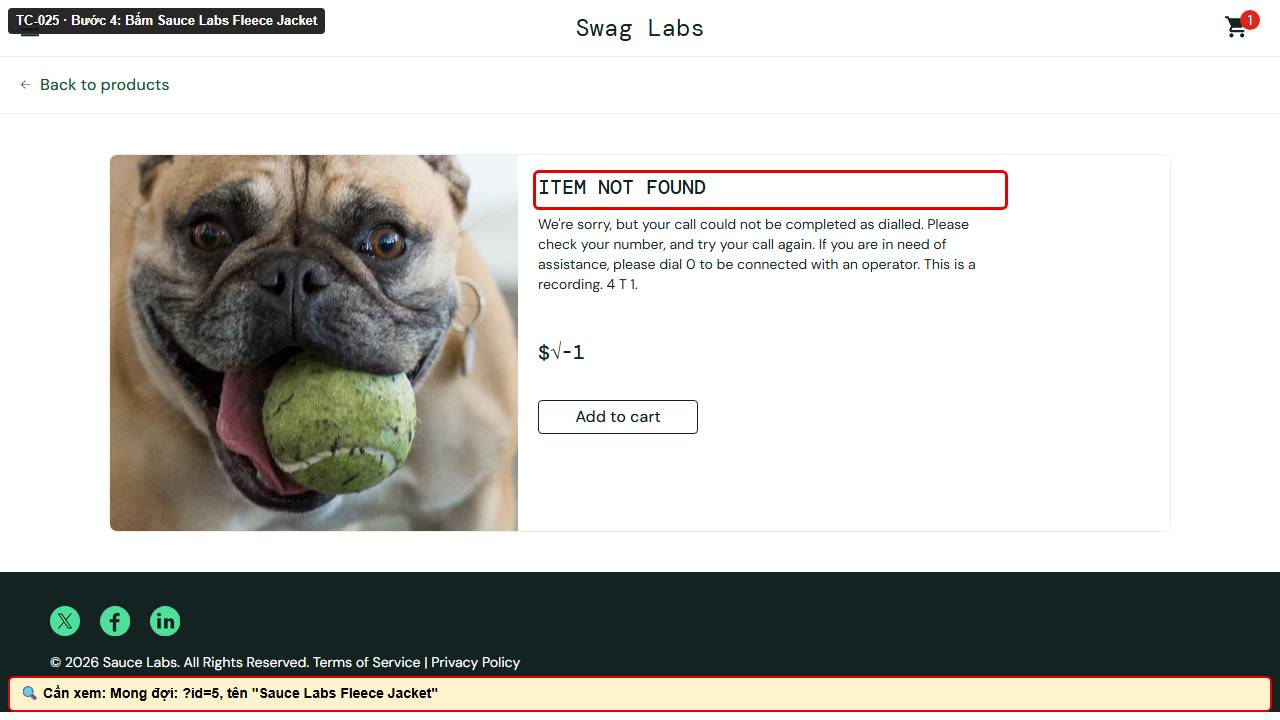 TC-025 · Bước 4: Bấm Sauce Labs Fleece Jacket
Swag Labs
1
← Back to products
ITEM NOT FOUND
We're sorry, but your call could not be completed as dialled. Please
check your number, and try your call again. If you are in need of
assistance, please dial 0 to be connected with an operator. This is a
recording. 4 T 1.
$√-1
Add to cart
© 2026 Sauce Labs. All Rights Reserved. Terms of Service | Privacy Policy
🔍 Cần xem: Mong đợi: ?id=5, tên "Sauce Labs Fleece Jacket"